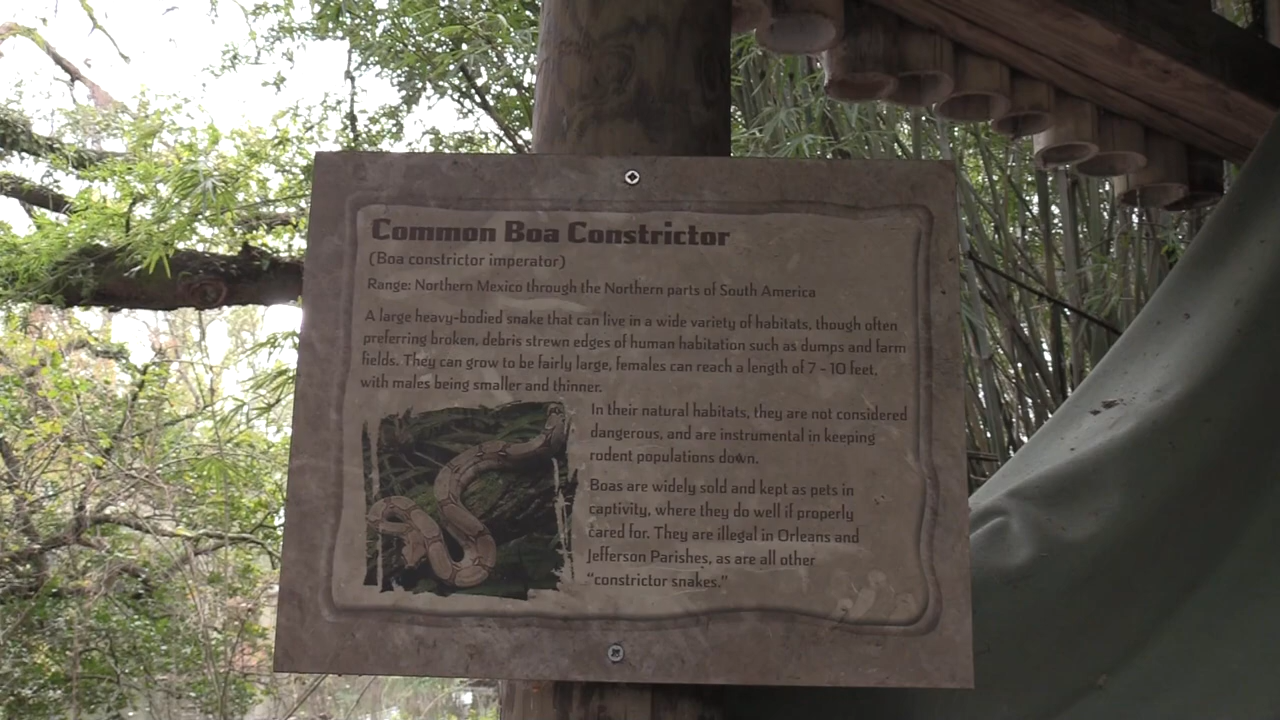 Common Boa Constrictor
(Boa constrictor imperator)
Range: Northern Mexico through the Northern parts of South America
A large heavy-bodied snake that can live in a wide variety of habitats, though often
preferring broken, debris strewn edges of human habitation such as dumps and farm
fields. They can grow to be fairly large, females can reach a length of 7 - 10 feet,
with males being smaller and thinner.
In their natural habitats, they are not considered
dangerous, and are instrumental in keeping
rodent populations down.
Boas are widely sold and kept as pets in
captivity, where they do well if properly
cared for. They are illegal in Orleans and
Jefferson Parishes, as are all other
“constrictor snakes.”